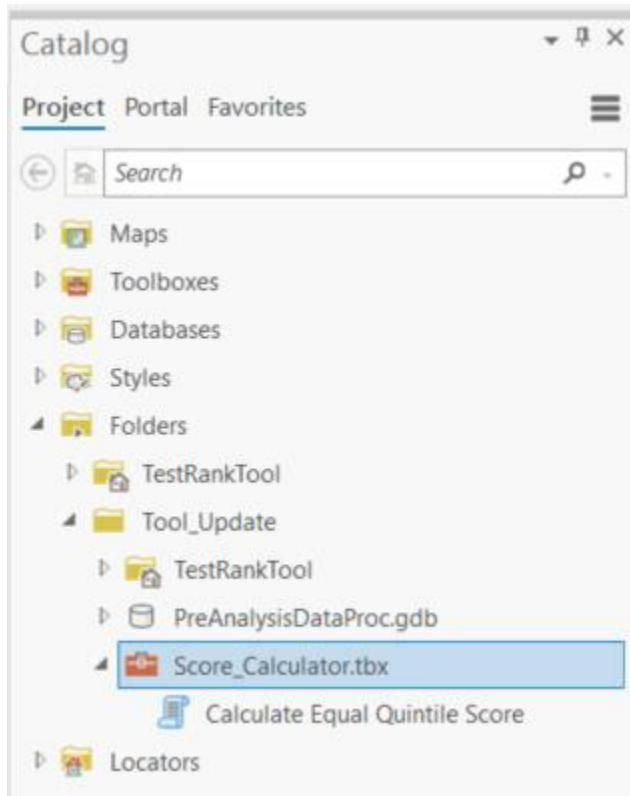 Catalog
Project Portal Favorites
Search
Maps
Toolboxes
Databases
Styles
Folders
TestRankTool
Tool_Update
TestRankTool
PreAnalysisDataProc.gdb
Score_Calculator.tbx
Calculate Equal Quintile Score
Locators